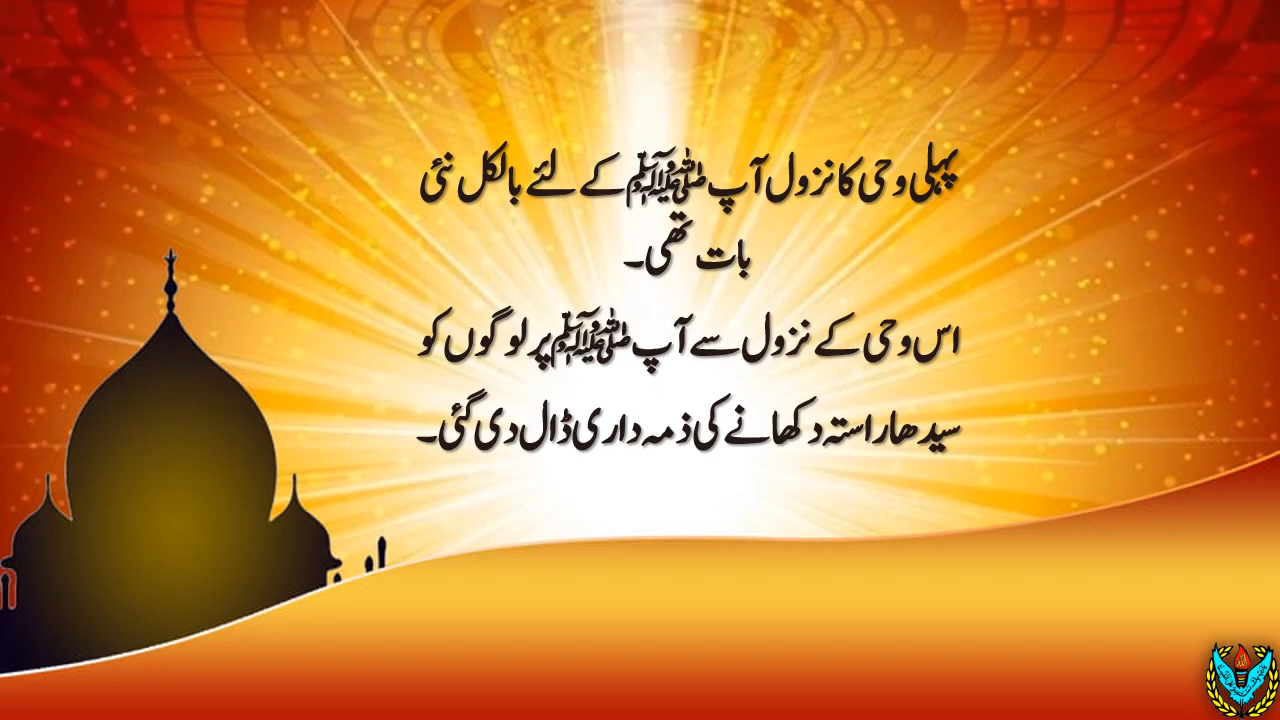 پہلی وحی کا نزول آپ ﷺ کے لئے بالکل نئی
بات تھی۔
اس وحی کے نزول سے آپ ﷺ پر لوگوں کو
سیدھا راستہ دکھانے کی ذمہ داری ڈال دی گئی۔